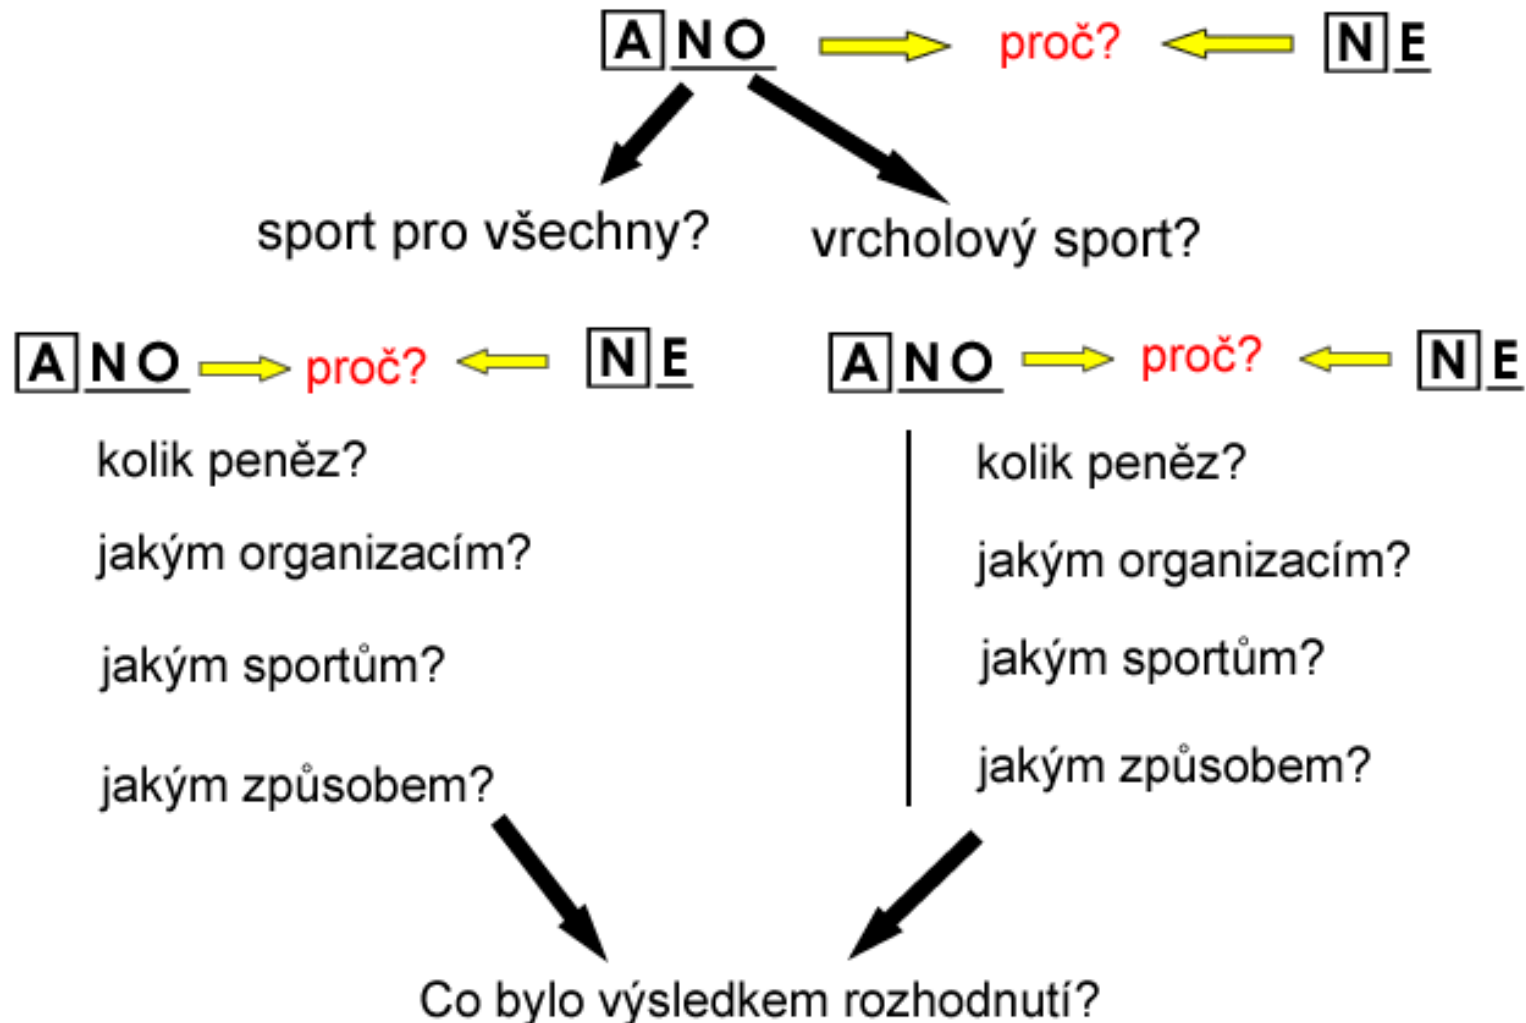 ANO proč? NE
sport pro všechny? vrcholový sport?
ANO proč? NE
kolik peněz?
jakým organizacím?
jakým sportům?
jakým způsobem?
ANO proč? NE
kolik peněz?
jakým organizacím?
jakým sportům?
jakým způsobem?
Co bylo výsledkem rozhodnutí?